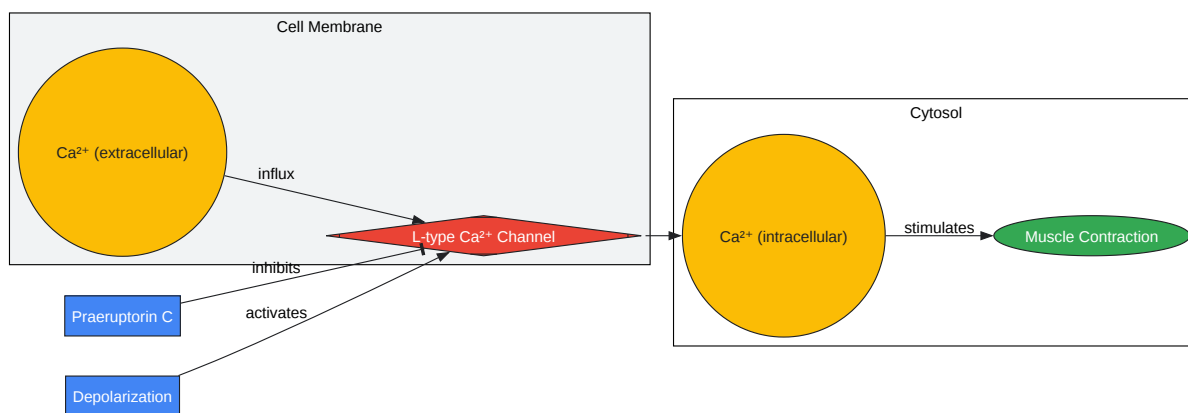 Cell Membrane
Cytosol
Ca²⁺ (extracellular)
influx
L-type Ca²⁺ Channel
Ca²⁺ (intracellular)
stimulates
Muscle Contraction
inhibits
Praeruptorin C
activates
Depolarization